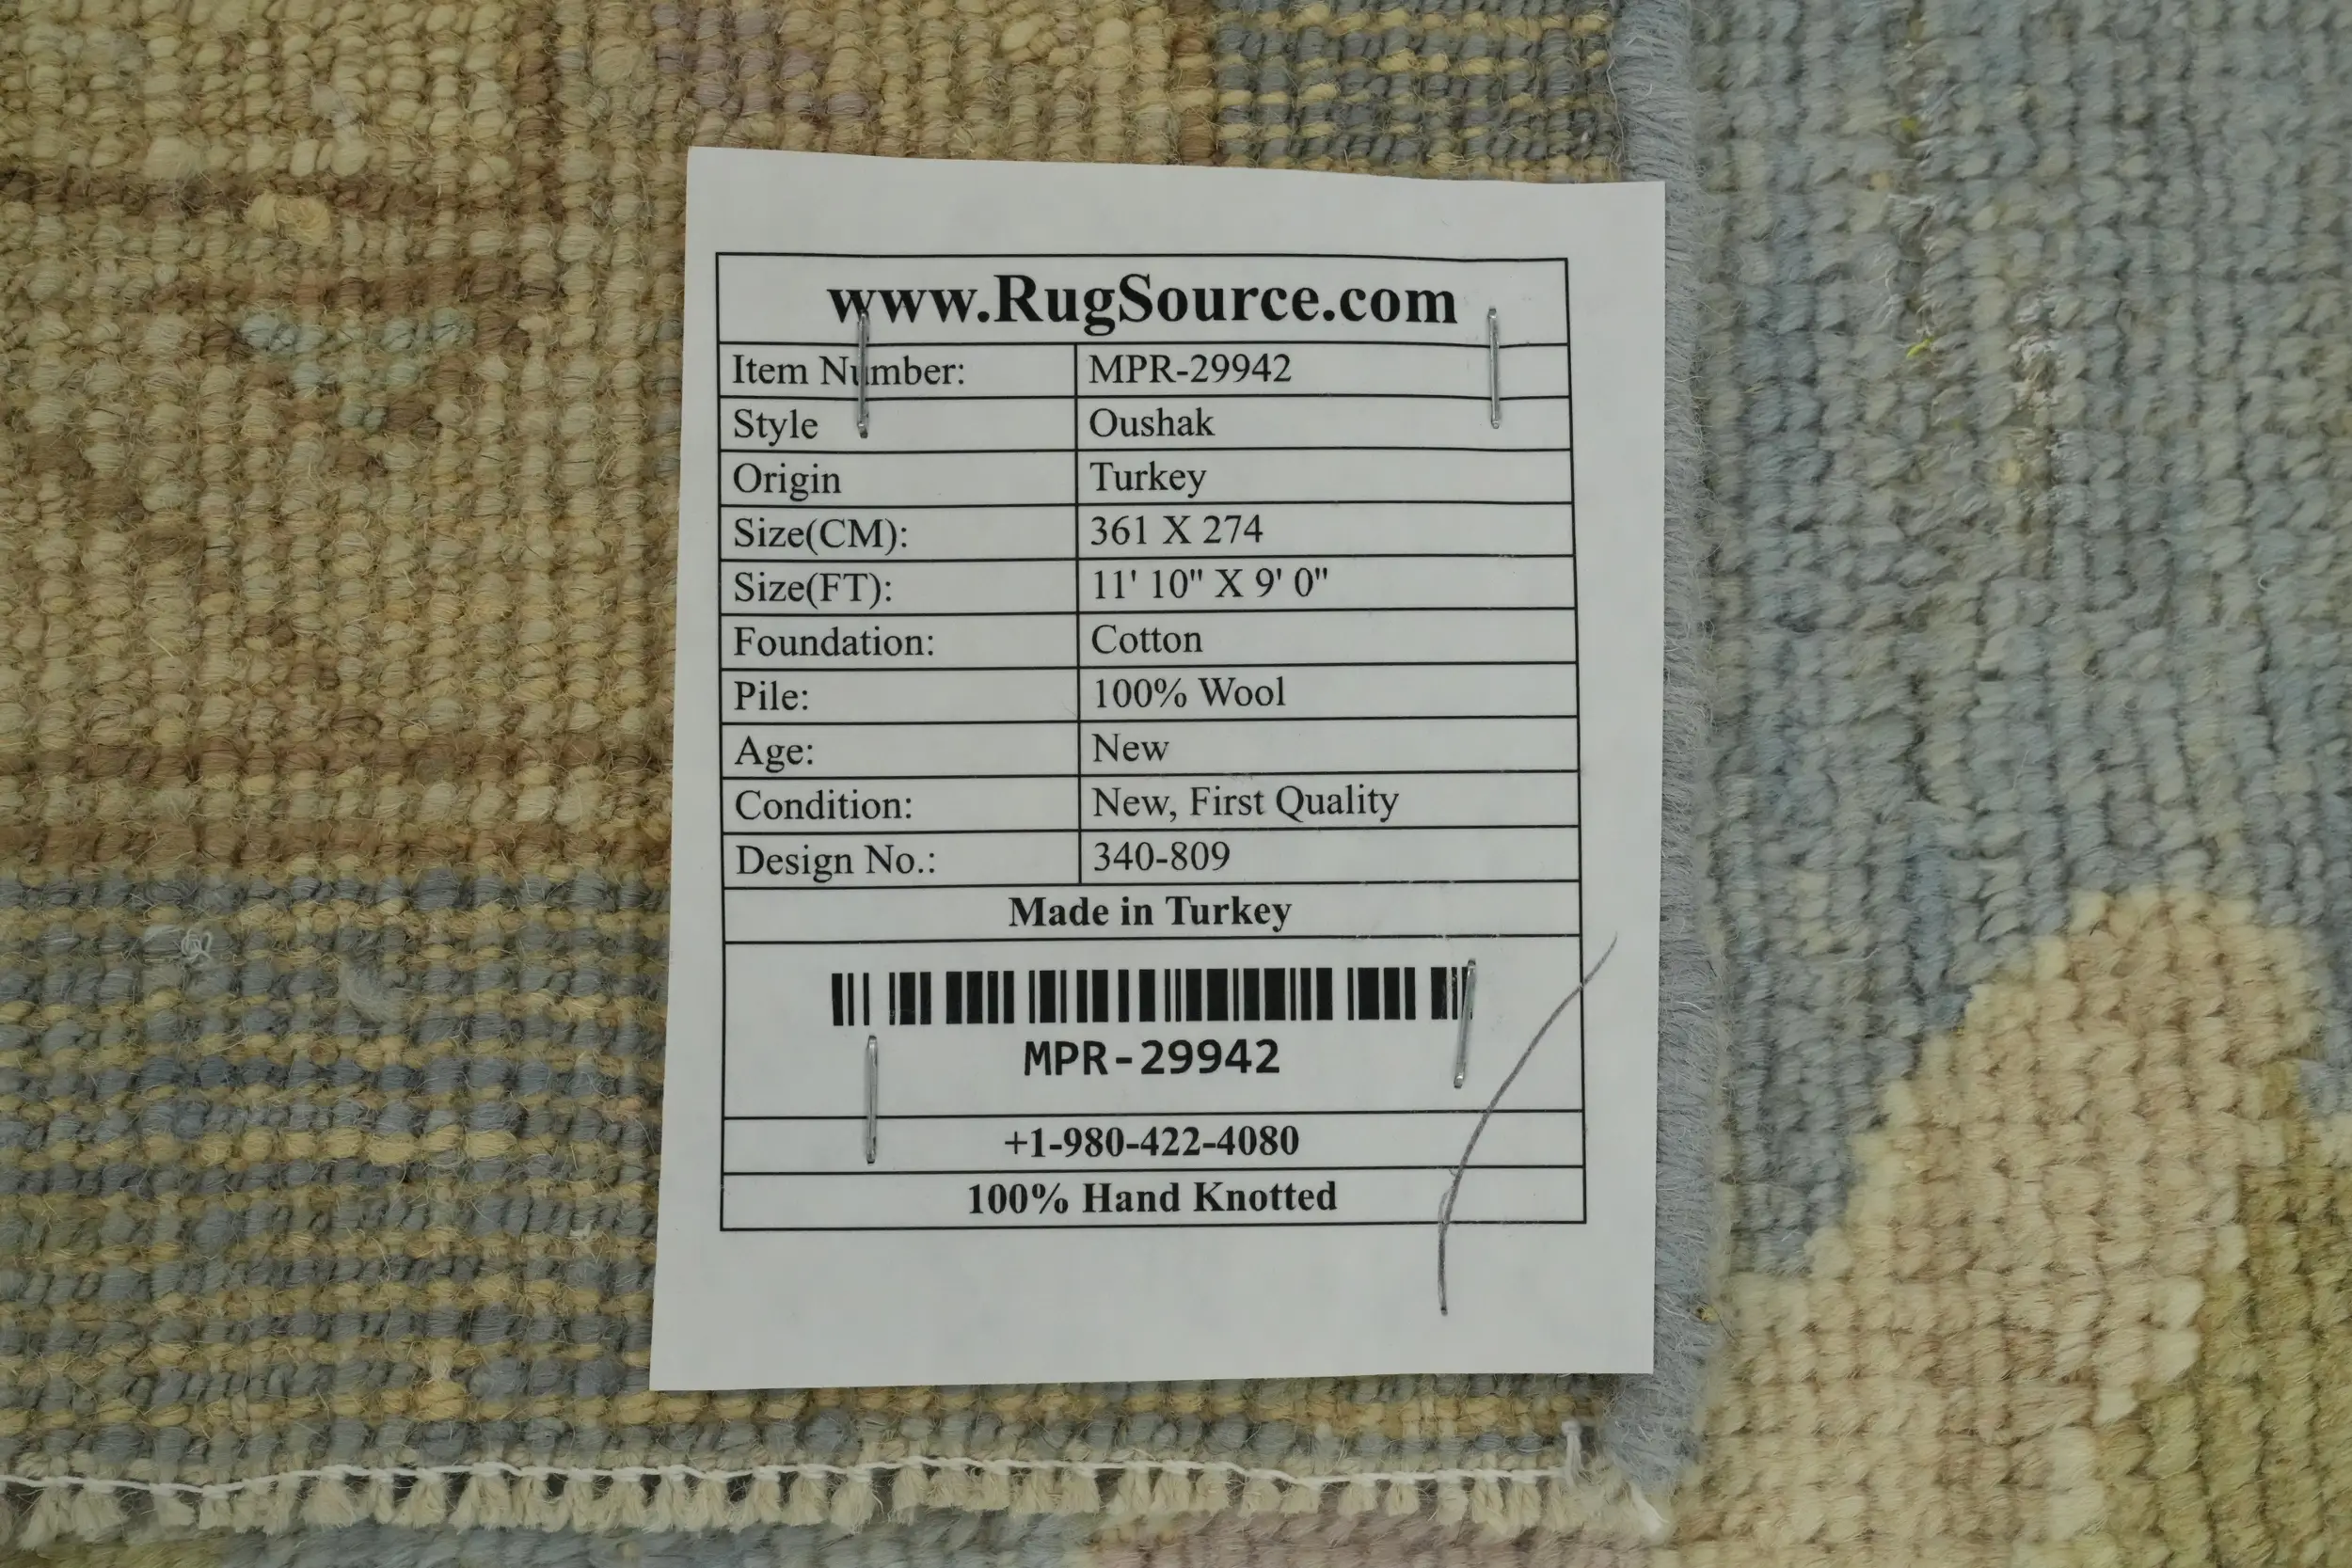 www.RugSource.com
Item Number: MPR-29942
Style Oushak
Origin Turkey
Size(CM): 361 X 274
Size(FT): 11' 10" X 9' 0"
Foundation: Cotton
Pile: 100% Wool
Age: New
Condition: New, First Quality
Design No.: 340-809
Made in Turkey
MPR-29942
+1-980-422-4080
100% Hand Knotted